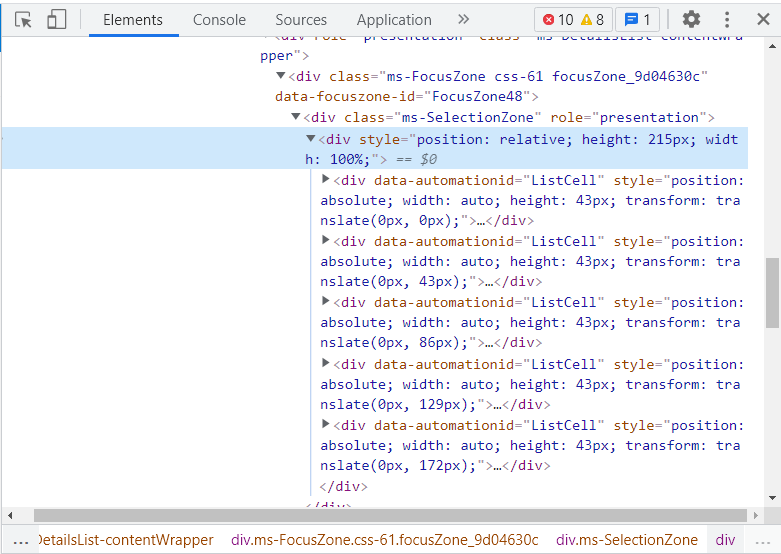 Elements Console Sources Application » 10 8 1
<div role="presentation" class="ms-DetailsList-contentWra
pper">
<div class="ms-FocusZone css-61 focusZone_9d04630c"
data-focuszone-id="FocusZone48">
<div class="ms-SelectionZone" role="presentation">
<div style="position: relative; height: 215px; widt
h: 100%;"> == $0
<div data-automationid="ListCell" style="position:
absolute; width: auto; height: 43px; transform: tra
nslate(0px, 0px);">…</div>
<div data-automationid="ListCell" style="position:
absolute; width: auto; height: 43px; transform: tra
nslate(0px, 43px);">…</div>
<div data-automationid="ListCell" style="position:
absolute; width: auto; height: 43px; transform: tra
nslate(0px, 86px);">…</div>
<div data-automationid="ListCell" style="position:
absolute; width: auto; height: 43px; transform: tra
nslate(0px, 129px);">…</div>
<div data-automationid="ListCell" style="position:
absolute; width: auto; height: 43px; transform: tra
nslate(0px, 172px);">…</div>
</div>
</div>
... DetailsList-contentWrapper div.ms-FocusZone.css-61.focusZone_9d04630c div.ms-SelectionZone div ...